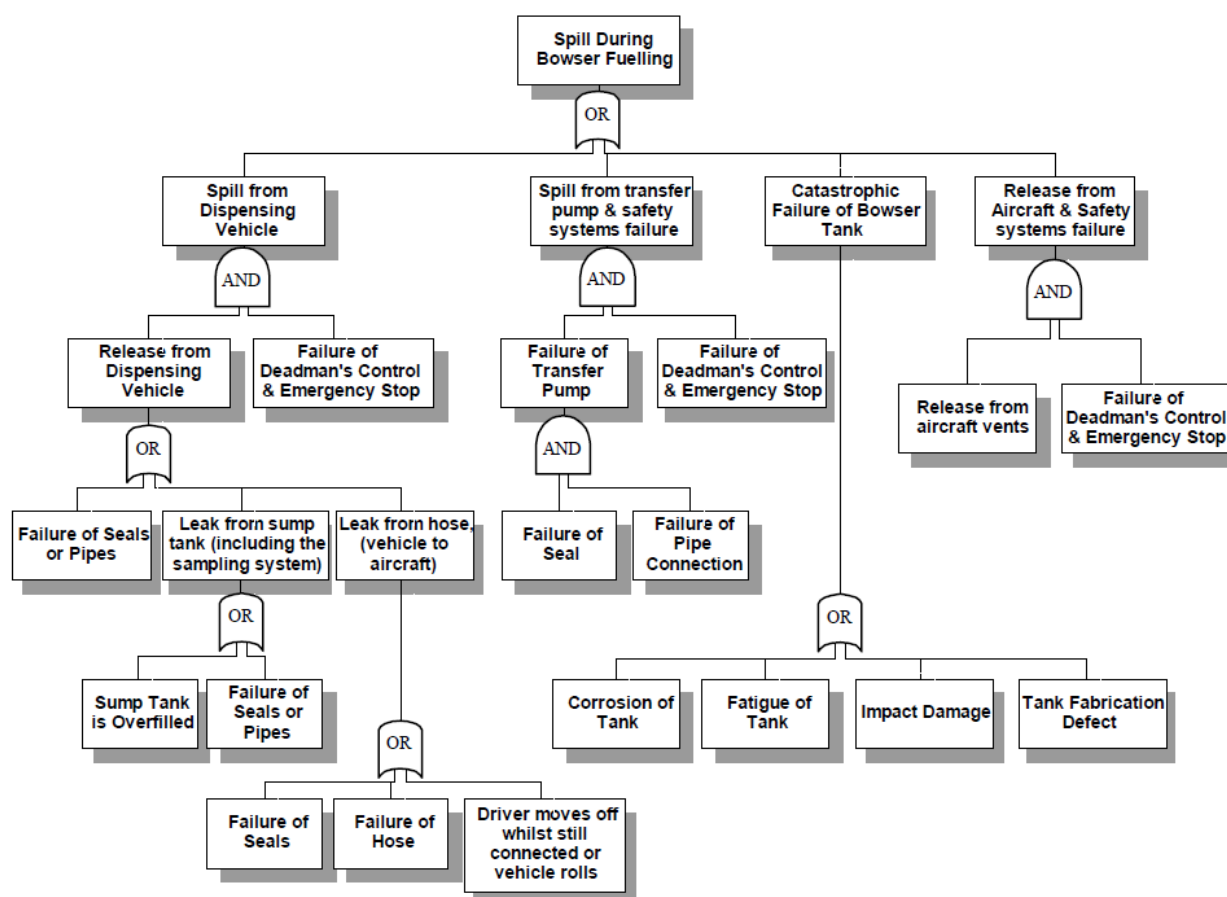 Spill During
Bowser Fuelling
OR
Spill from
Dispensing
Vehicle
Spill from transfer
pump & safety
systems failure
Catastrophic
Failure of Bowser
Tank
Release from
Aircraft & Safety
systems failure
AND
AND
AND
Release from
Dispensing
Vehicle
Failure of
Deadman's Control
& Emergency Stop
Failure of
Transfer
Pump
Failure of
Deadman's Control
& Emergency Stop
Release from
aircraft vents
Failure of
Deadman's Control
& Emergency Stop
OR
AND
Failure of Seals
or Pipes
Leak from sump
tank (including the
sampling system)
Leak from hose,
(vehicle to
aircraft)
Failure of
Seal
Failure of
Pipe
Connection
OR
OR
Sump Tank
is Overfilled
Failure of
Seals or
Pipes
Corrosion of
Tank
Fatigue of
Tank
Impact Damage
Tank Fabrication
Defect
OR
Failure of
Seals
Failure of
Hose
Driver moves off
whilst still
connected or
vehicle rolls